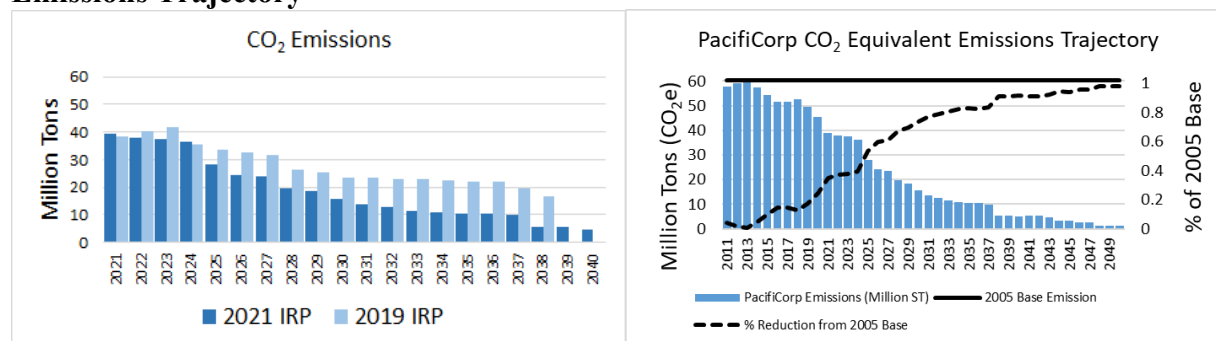 Emissions Trajectory
CO2 Emissions
60
50
40
30
20
10
0
Million Tons
2021 2022 2023 2024 2025 2026 2027 2028 2029 2030 2031 2032 2033 2034 2035 2036 2037 2038 2039 2040
2021 IRP 2019 IRP
PacifiCorp CO2 Equivalent Emissions Trajectory
60
50
40
30
20
10
0
Million Tons (CO2e)
1
0.8
0.6
0.4
0.2
0
% of 2005 Base
2011 2013 2015 2017 2019 2021 2023 2025 2027 2029 2031 2033 2035 2037 2039 2041 2043 2045 2047 2049
PacifiCorp Emissions (Million ST) 2005 Base Emission
% Reduction from 2005 Base